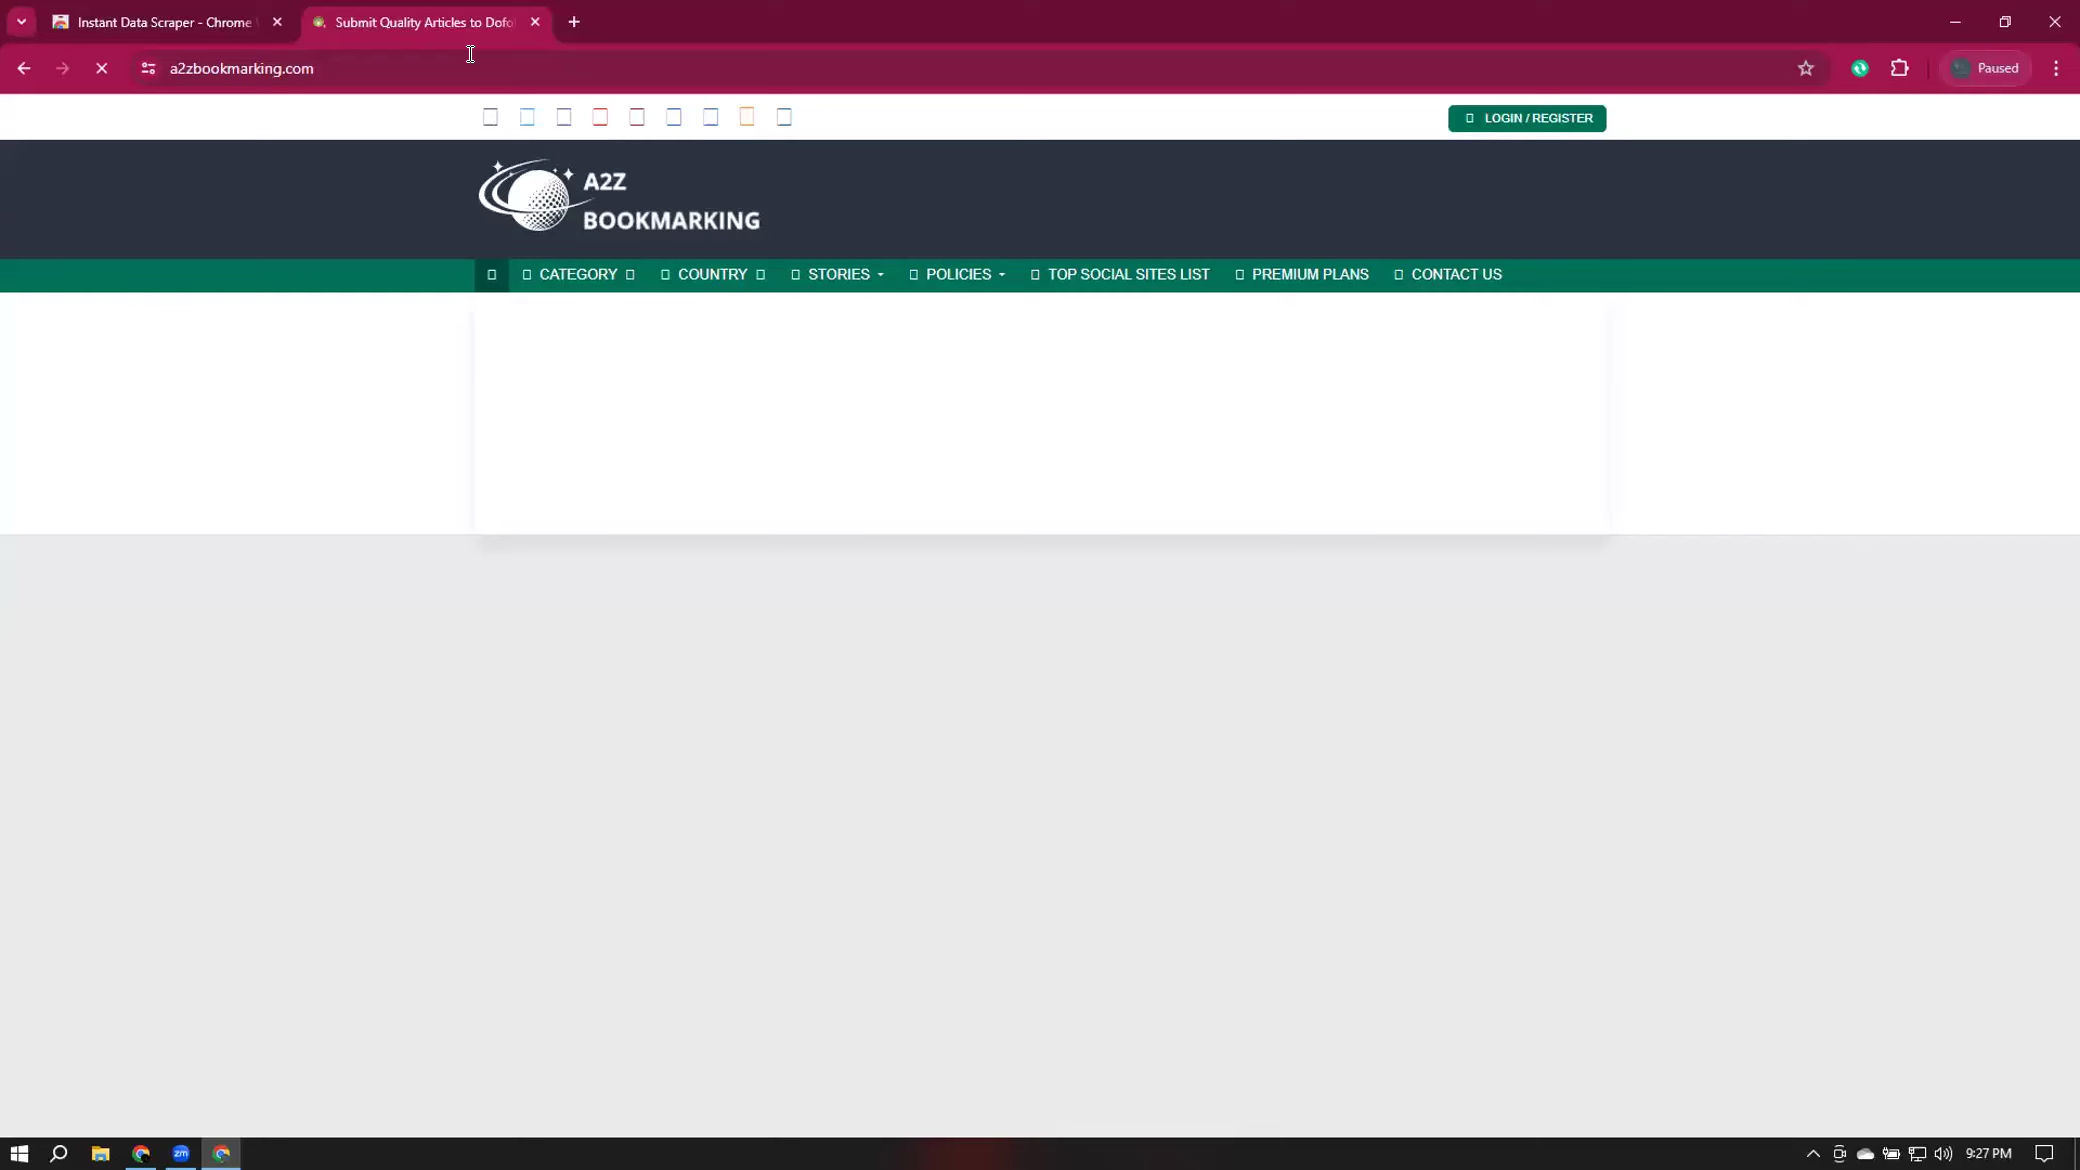 Instant Data Scraper - Chrome
Submit Quality Articles to Dofo
a2zbookmarking.com
Paused
LOGIN / REGISTER
A2Z
BOOKMARKING
CATEGORY
COUNTRY
STORIES
POLICIES
TOP SOCIAL SITES LIST
PREMIUM PLANS
CONTACT US
zm
9:27 PM